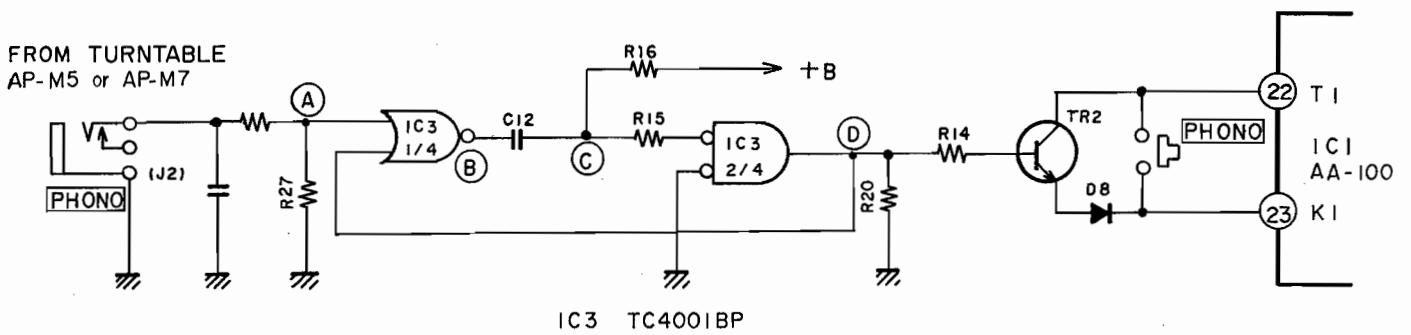 FROM TURNTABLE
AP-M5 or AP-M7
(J2)
PHONO
R27
A
IC3
1/4
B
C12
C
R16
+B
R15
IC3
2/4
D
R20
R14
TR2
D8
PHONO
22 T1
IC1
AA-100
23 K1
IC3 TC4001BP